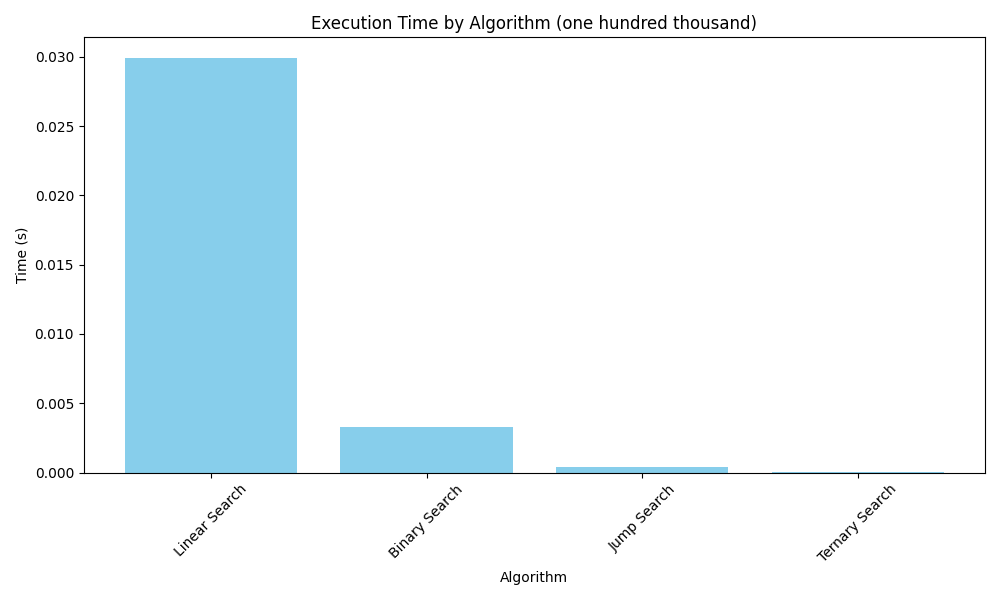 Execution Time by Algorithm (one hundred thousand)
0.030
0.025
0.020
0.015
0.010
0.005
0.000
Time (s)
Linear Search
Binary Search
Jump Search
Ternary Search
Algorithm